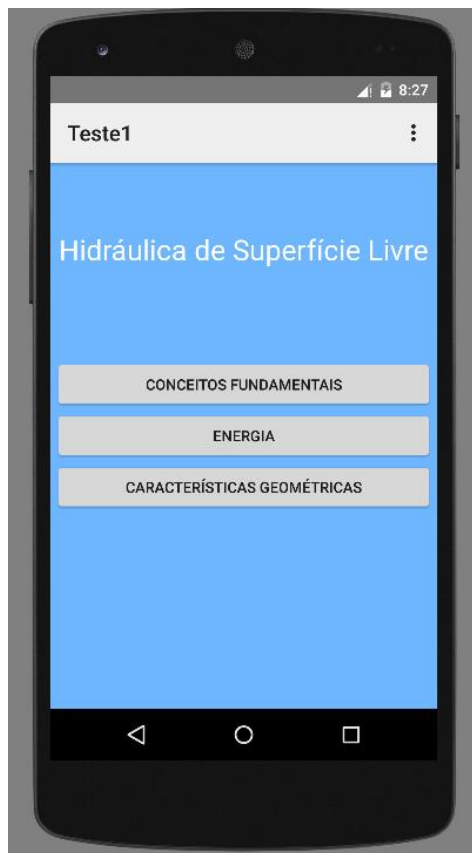 8:27
Teste1
Hidráulica de Superfície Livre
CONCEITOS FUNDAMENTAIS
ENERGIA
CARACTERÍSTICAS GEOMÉTRICAS